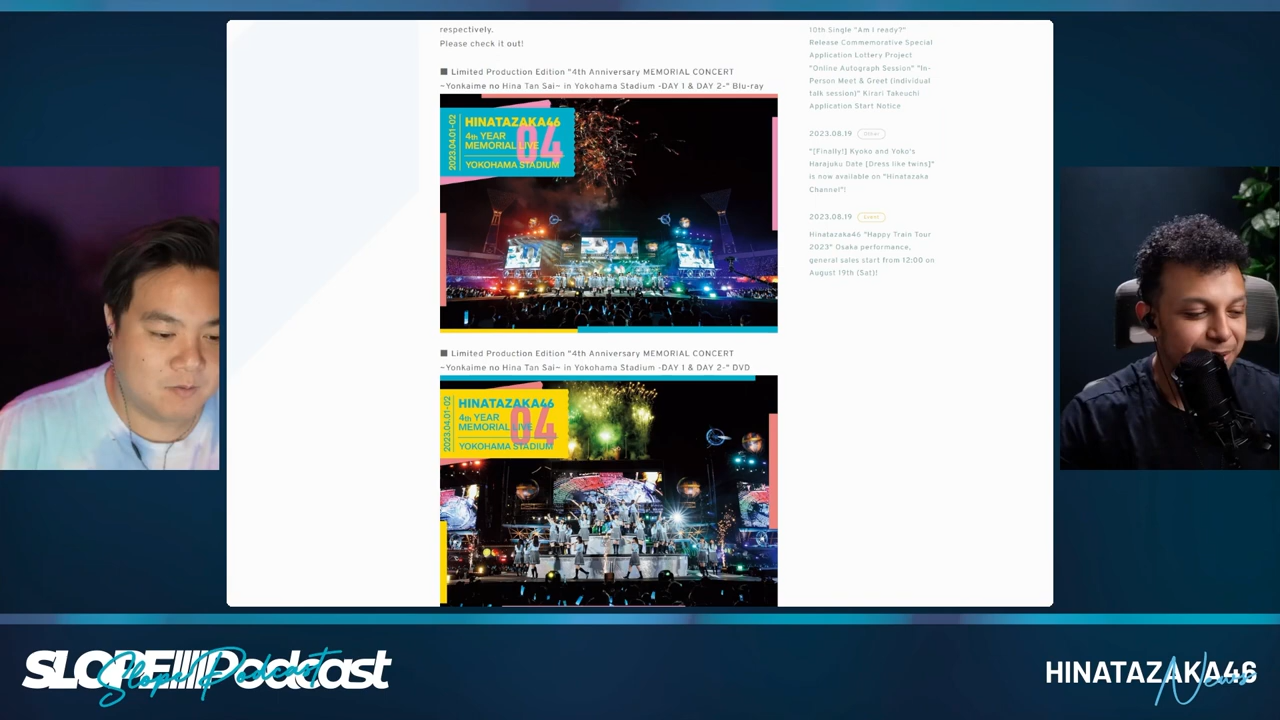 respectively.
Please check it out!
■ Limited Production Edition "4th Anniversary MEMORIAL CONCERT
~Yonkaime no Hina Tan Sai~ in Yokohama Stadium -DAY 1 & DAY 2-" Blu-ray
2023.04.01-02
HINATAZAKA46
4th YEAR
MEMORIAL LIVE
04
YOKOHAMA STADIUM
■ Limited Production Edition "4th Anniversary MEMORIAL CONCERT
~Yonkaime no Hina Tan Sai~ in Yokohama Stadium -DAY 1 & DAY 2-" DVD
2023.04.01-02
HINATAZAKA46
4th YEAR
MEMORIAL LIVE
04
YOKOHAMA STADIUM
10th Single "Am I ready?"
Release Commemorative Special
Application Lottery Project
"Online Autograph Session" "In-
Person Meet & Greet (Individual
talk session)" Kirari Takeuchi
Application Start Notice
2023.08.19 Other
"[Finally!] Kyoko and Yoko's
Harajuku Date [Dress like twins]"
is now available on "Hinatazaka
Channel"!
2023.08.19 Event
Hinatazaka46 "Happy Train Tour
2023" Osaka performance,
general sales start from 12:00 on
August 19th (Sat)!
SLOPE Podcast
Slope Podcast
HINATAZAKA46
News